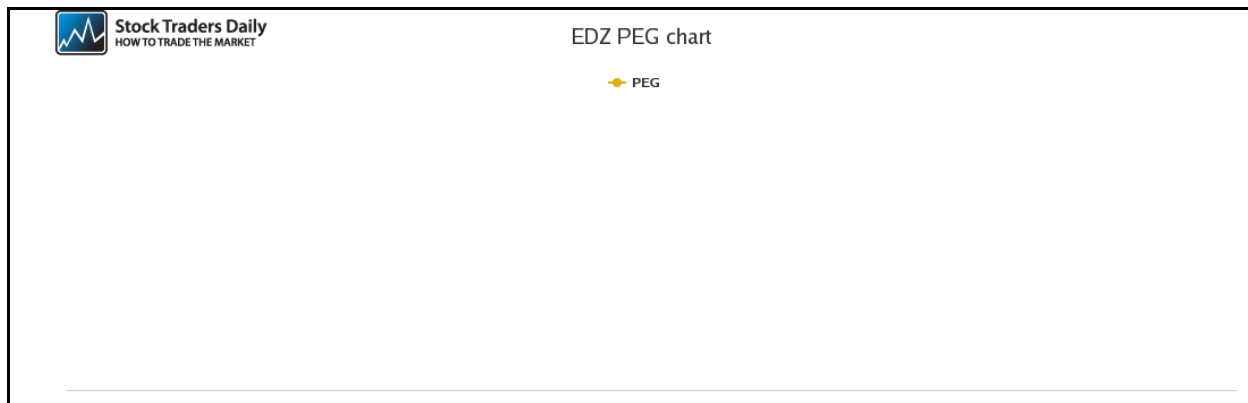 Stock Traders Daily
HOW TO TRADE THE MARKET
EDZ PEG chart
PEG